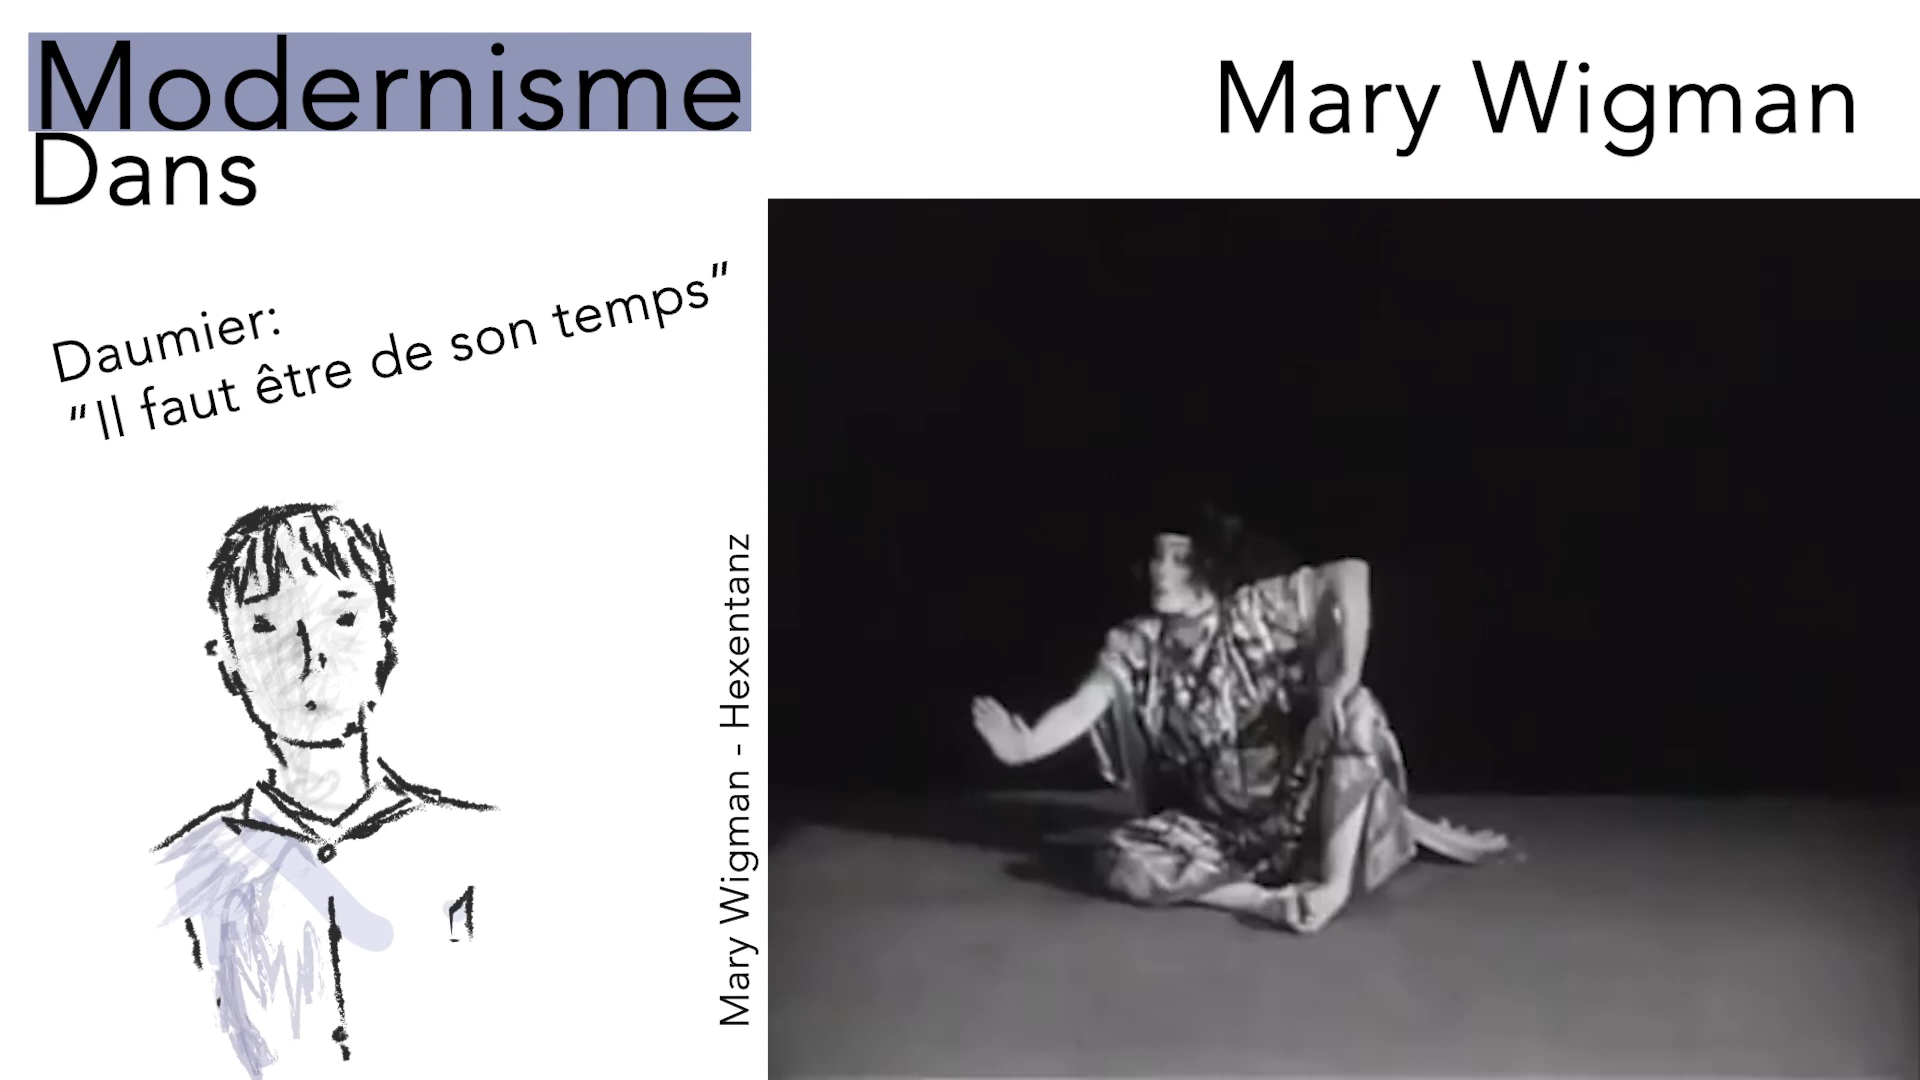 Modernisme
Dans
Mary Wigman
Daumier:
“Il faut être de son temps”
Mary Wigman - Hexentanz